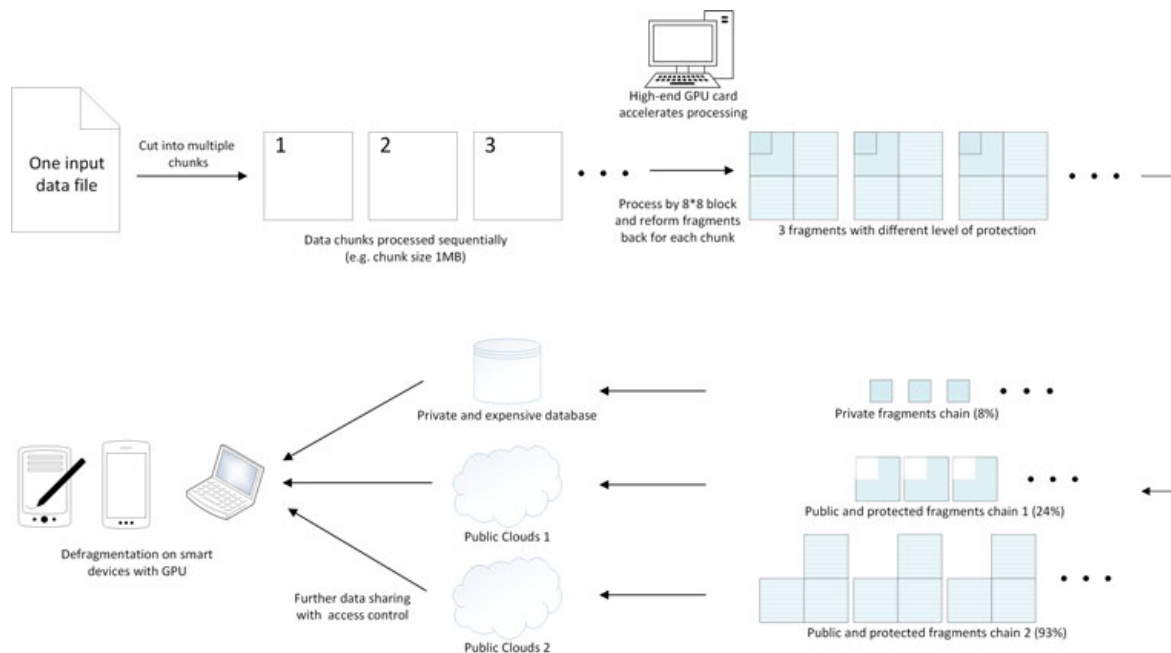 High-end GPU card
accelerates processing
One input
data file
Cut into multiple
chunks
1
2
3
Data chunks processed sequentially
(e.g. chunk size 1MB)
Process by 8*8 block
and reform fragments
back for each chunk
3 fragments with different level of protection
Private and expensive database
Private fragments chain (8%)
Public Clouds 1
Public and protected fragments chain 1 (24%)
Defragmentation on smart
devices with GPU
Further data sharing
with access control
Public Clouds 2
Public and protected fragments chain 2 (93%)